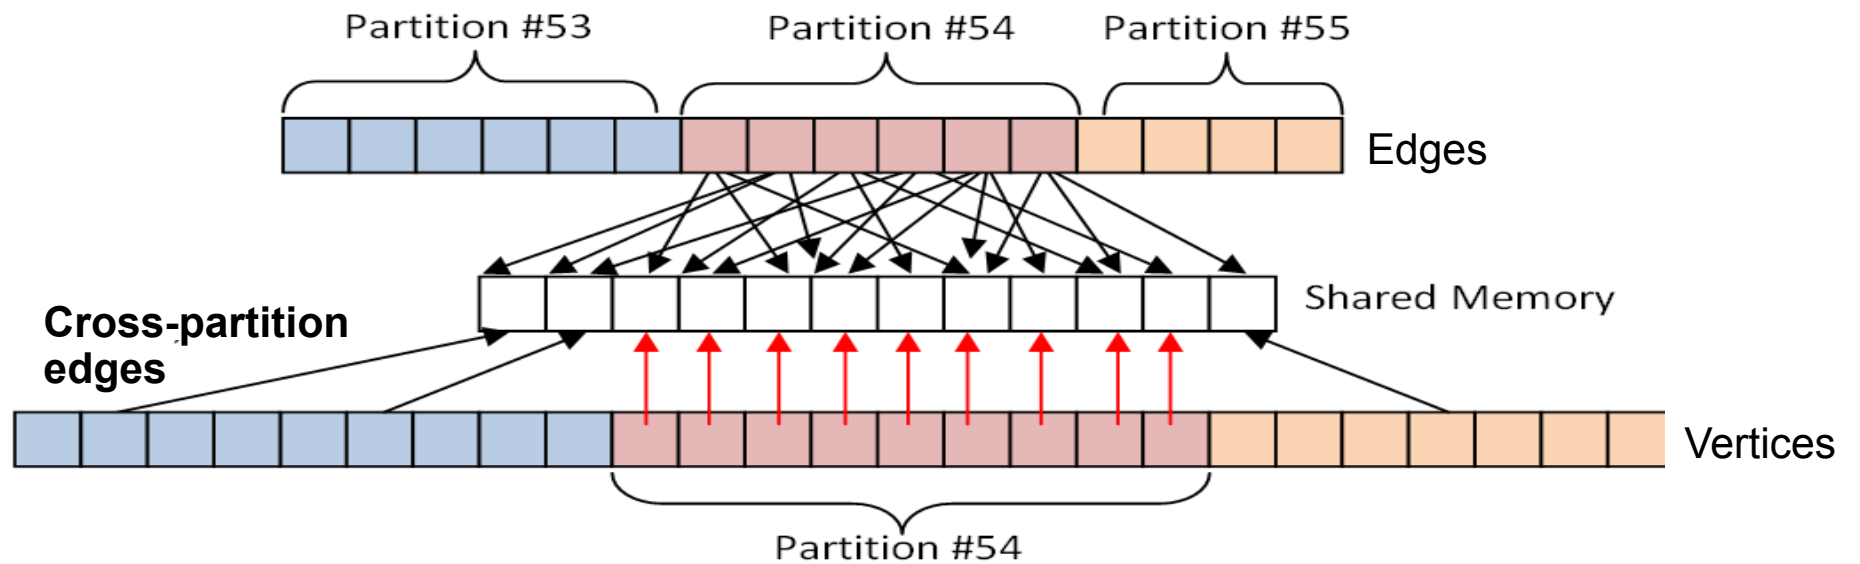 Partition #53
Partition #54
Partition #55
Edges
Shared Memory
Cross-partition
edges
Vertices
Partition #54